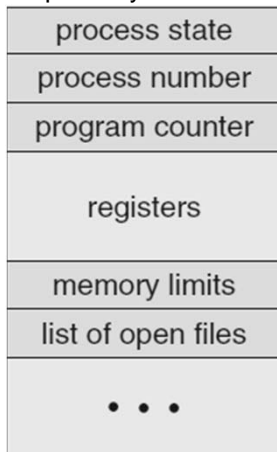 process state
process number
program counter
registers
memory limits
list of open files
• • •